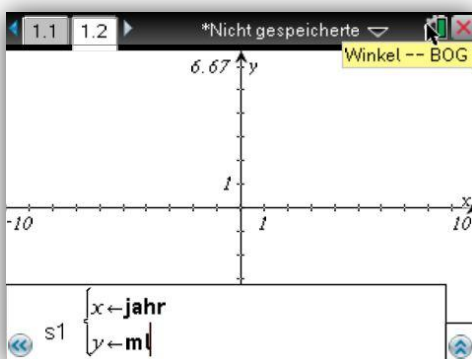 1.1 1.2 *Nicht gespeicherte
Winkel -- BOG
6.67 y
1
x
-10 1 10
s1 x←jahr
y←ml